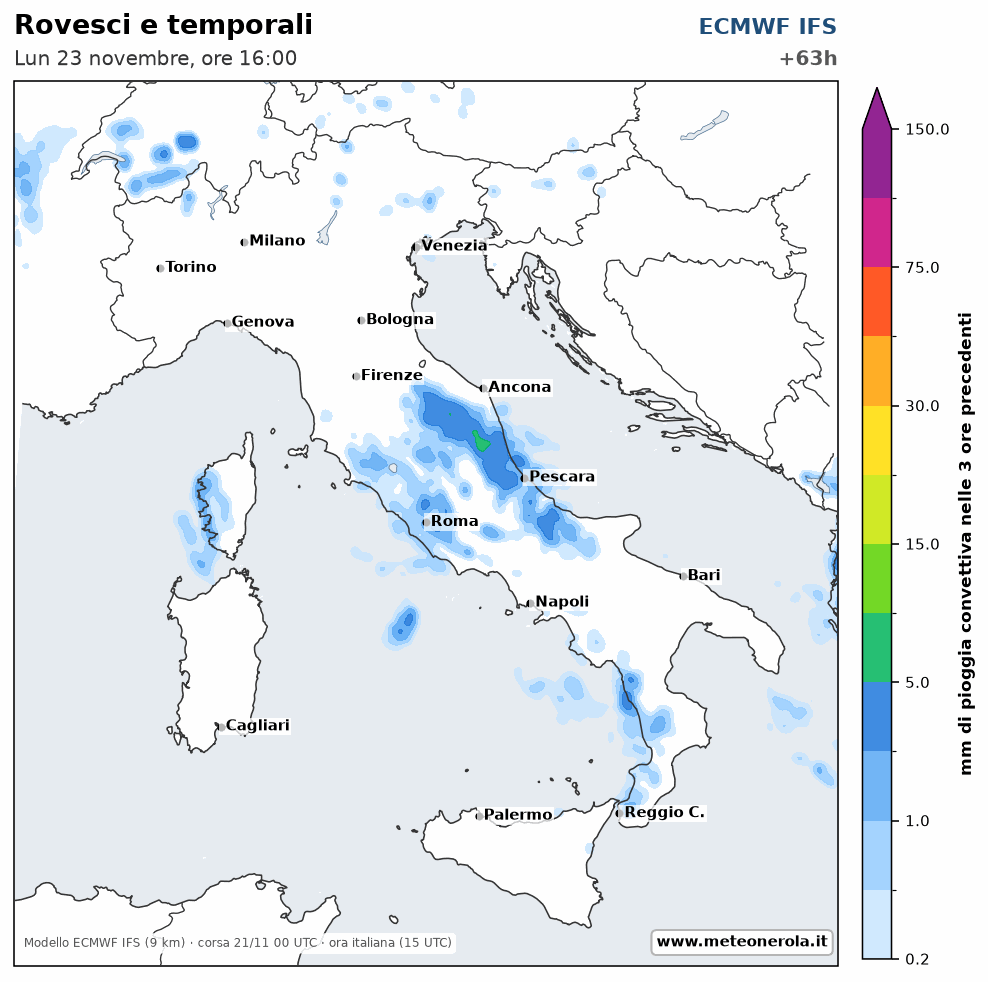 Rovesci e temporali
ECMWF IFS
Lun 23 novembre, ore 16:00
+63h
150.0
75.0
30.0
15.0
5.0
1.0
0.2
mm di pioggia convettiva nelle 3 ore precedenti
Milano
Venezia
Torino
Genova
Bologna
Firenze
Ancona
Pescara
Roma
Bari
Napoli
Cagliari
Palermo
Reggio C.
Modello ECMWF IFS (9 km) · corsa 21/11 00 UTC · ora italiana (15 UTC)
www.meteonerola.it